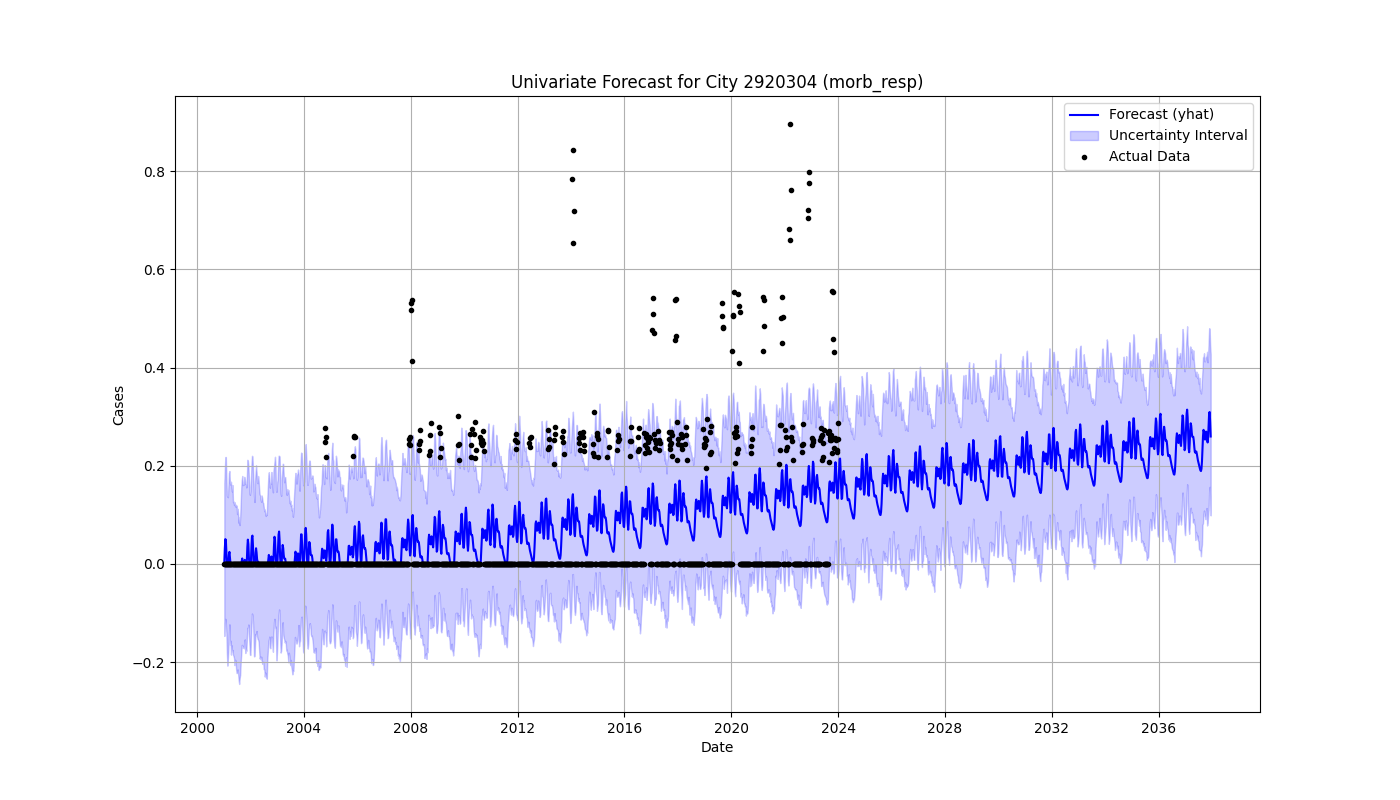 Univariate Forecast for City 2920304 (morb_resp)
Forecast (yhat)
Uncertainty Interval
Actual Data
Cases
0.8
0.6
0.4
0.2
0.0
−0.2
2000 2004 2008 2012 2016 2020 2024 2028 2032 2036
Date